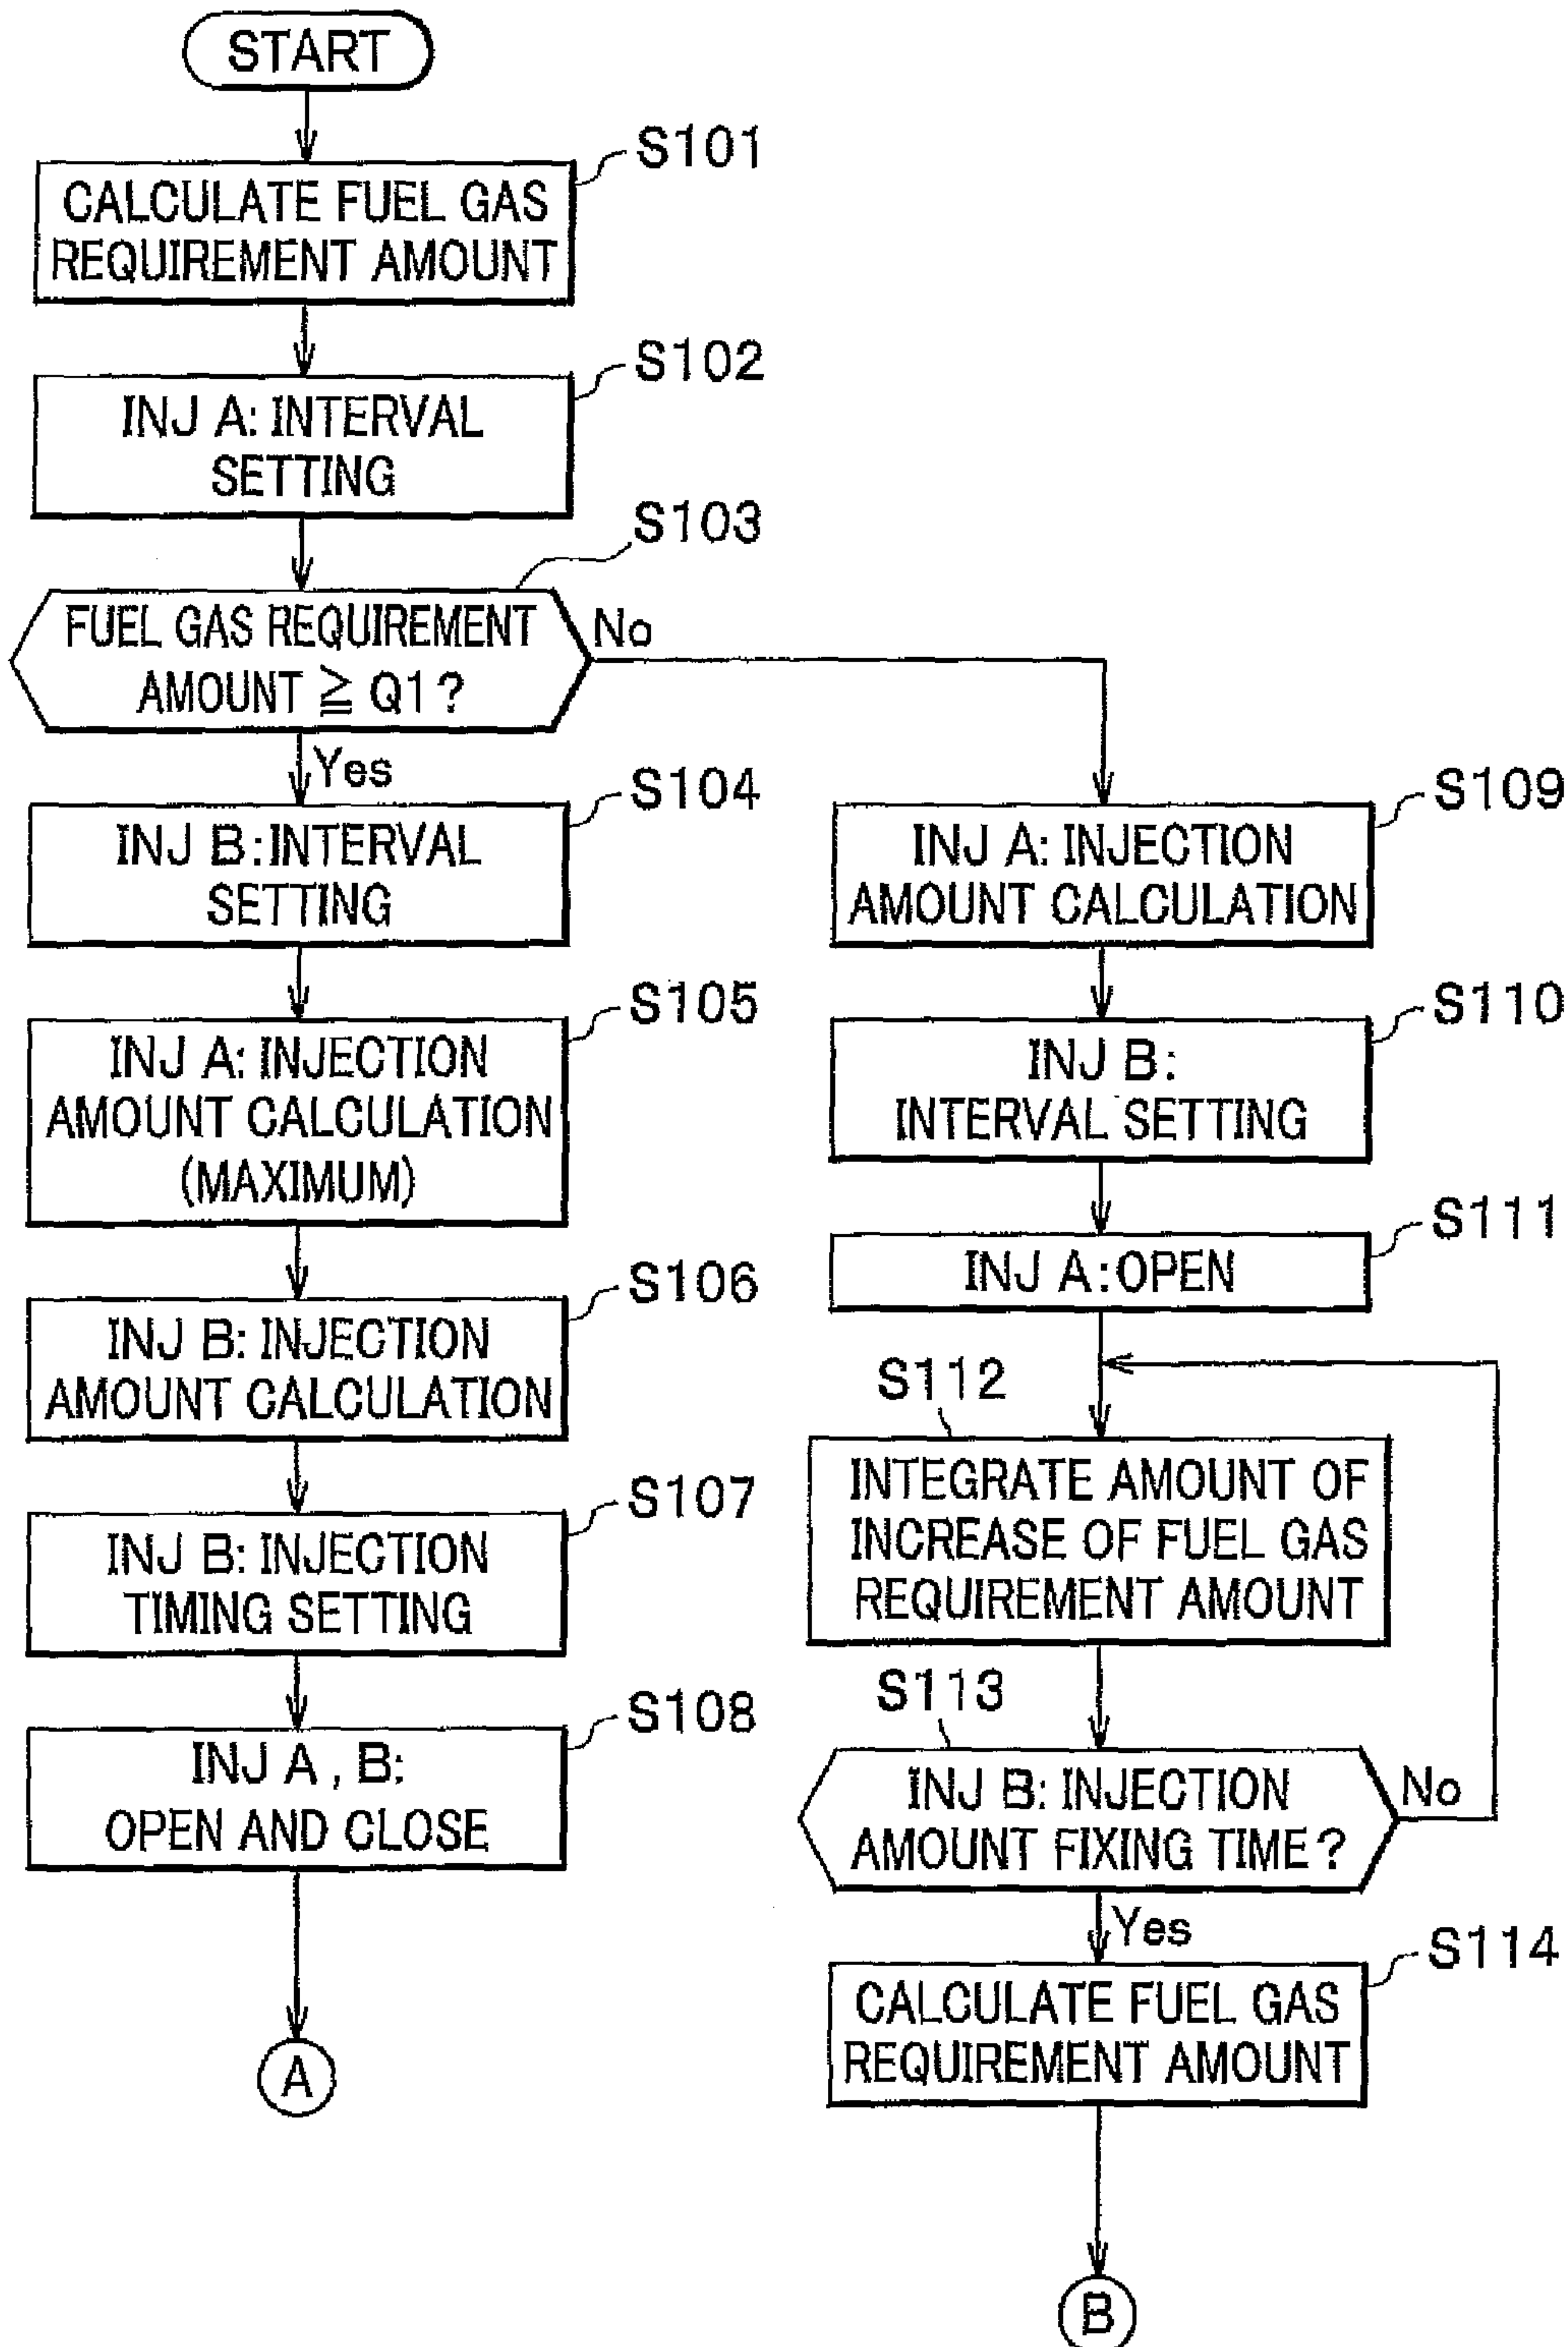 START
S101
CALCULATE FUEL GAS
REQUIREMENT AMOUNT
S102
INJ A: INTERVAL
SETTING
S103
FUEL GAS REQUIREMENT
AMOUNT ≧ Q1?
No
Yes
S104
INJ B: INTERVAL
SETTING
S105
INJ A: INJECTION
AMOUNT CALCULATION
(MAXIMUM)
S106
INJ B: INJECTION
AMOUNT CALCULATION
S107
INJ B: INJECTION
TIMING SETTING
S108
INJ A, B:
OPEN AND CLOSE
A
S109
INJ A: INJECTION
AMOUNT CALCULATION
S110
INJ B:
INTERVAL SETTING
S111
INJ A: OPEN
S112
INTEGRATE AMOUNT OF
INCREASE OF FUEL GAS
REQUIREMENT AMOUNT
S113
INJ B: INJECTION
AMOUNT FIXING TIME?
No
Yes
S114
CALCULATE FUEL GAS
REQUIREMENT AMOUNT
B